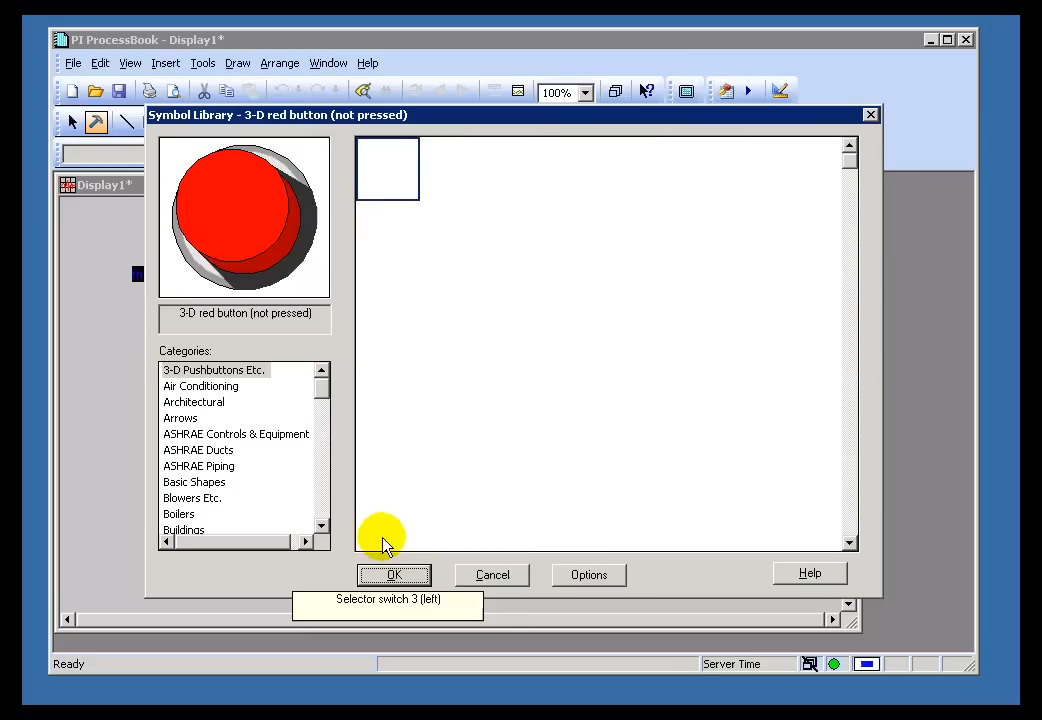 PI ProcessBook - Display1*
File Edit View Insert Tools Draw Arrange Window Help
100%
Symbol Library - 3-D red button (not pressed)
Display1*
3-D red button (not pressed)
Categories:
3-D Pushbuttons Etc.
Air Conditioning
Architectural
Arrows
ASHRAE Controls & Equipment
ASHRAE Ducts
ASHRAE Piping
Basic Shapes
Blowers Etc.
Boilers
Buildings
OK Cancel Options Help
Selector switch 3 (left)
Ready Server Time